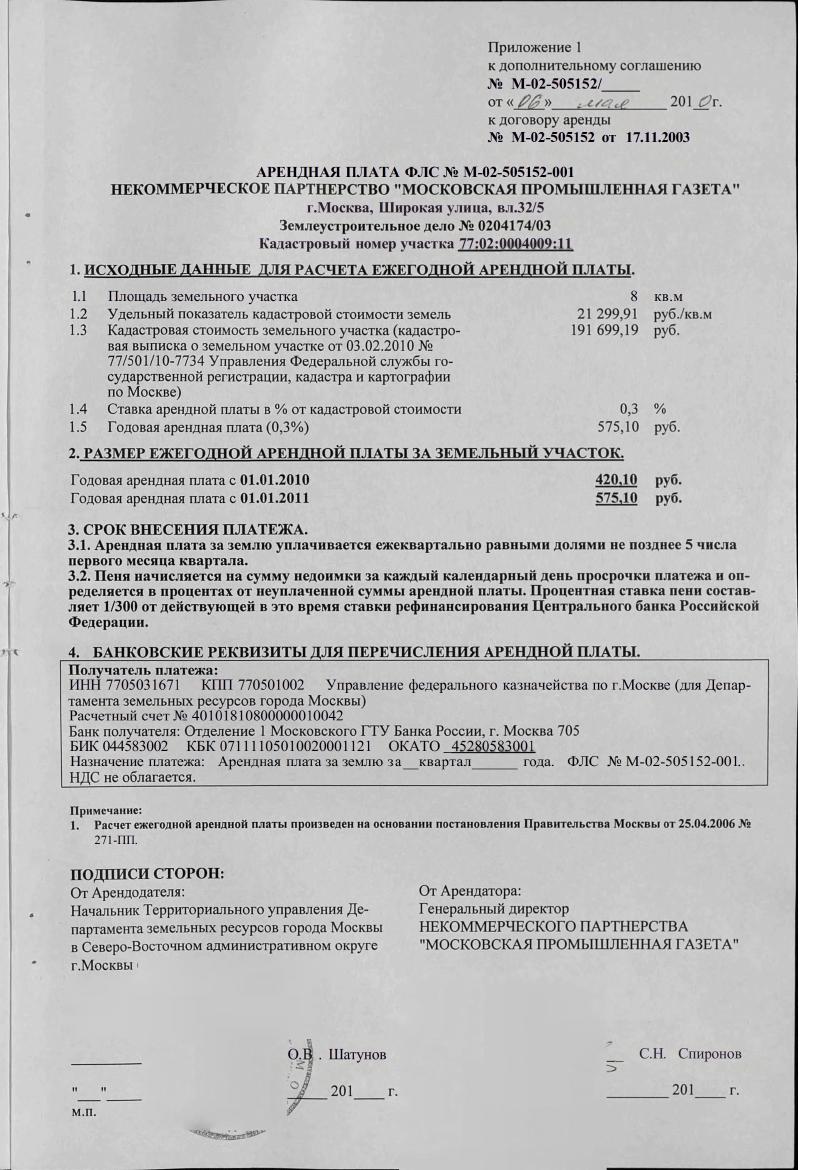 Приложение 1
к дополнительному соглашению
№ М-02-505152/_____
от «06» мая 2010г.
к договору аренды
№ М-02-505152 от 17.11.2003
АРЕНДНАЯ ПЛАТА ФЛС № М-02-505152-001
НЕКОММЕРЧЕСКОЕ ПАРТНЕРСТВО "МОСКОВСКАЯ ПРОМЫШЛЕННАЯ ГАЗЕТА"
г.Москва, Широкая улица, вл.32/5
Землеустроительное дело № 0204174/03
Кадастровый номер участка 77:02:0004009:11
1. ИСХОДНЫЕ ДАННЫЕ ДЛЯ РАСЧЕТА ЕЖЕГОДНОЙ АРЕНДНОЙ ПЛАТЫ.
1.1 Площадь земельного участка 8 кв.м
1.2 Удельный показатель кадастровой стоимости земель 21 299,91 руб./кв.м
1.3 Кадастровая стоимость земельного участка (кадастро- 191 699,19 руб.
вая выписка о земельном участке от 03.02.2010 №
77/501/10-7734 Управления Федеральной службы го-
сударственной регистрации, кадастра и картографии
по Москве)
1.4 Ставка арендной платы в % от кадастровой стоимости 0,3 %
1.5 Годовая арендная плата (0,3%) 575,10 руб.
2. РАЗМЕР ЕЖЕГОДНОЙ АРЕНДНОЙ ПЛАТЫ ЗА ЗЕМЕЛЬНЫЙ УЧАСТОК.
Годовая арендная плата с 01.01.2010 420,10 руб.
Годовая арендная плата с 01.01.2011 575,10 руб.
3. СРОК ВНЕСЕНИЯ ПЛАТЕЖА.
3.1. Арендная плата за землю уплачивается ежеквартально равными долями не позднее 5 числа
первого месяца квартала.
3.2. Пеня начисляется на сумму недоимки за каждый календарный день просрочки платежа и оп-
ределяется в процентах от неуплаченной суммы арендной платы. Процентная ставка пени состав-
ляет 1/300 от действующей в это время ставки рефинансирования Центрального банка Российской
Федерации.
4. БАНКОВСКИЕ РЕКВИЗИТЫ ДЛЯ ПЕРЕЧИСЛЕНИЯ АРЕНДНОЙ ПЛАТЫ.
Получатель платежа:
ИНН 7705031671 КПП 770501002 Управление федерального казначейства по г.Москве (для Депар-
тамента земельных ресурсов города Москвы)
Расчетный счет № 40101810800000010042
Банк получателя: Отделение 1 Московского ГТУ Банка России, г. Москва 705
БИК 044583002 КБК 07111105010020001121 ОКАТО 45280583001
Назначение платежа: Арендная плата за землю за__квартал______ года. ФЛС № М-02-505152-001..
НДС не облагается.
Примечание:
1. Расчет ежегодной арендной платы произведен на основании постановления Правительства Москвы от 25.04.2006 №
271-ПП.
ПОДПИСИ СТОРОН:
От Арендодателя: От Арендатора:
Начальник Территориального управления Де- Генеральный директор
партамента земельных ресурсов города Москвы НЕКОММЕРЧЕСКОГО ПАРТНЕРСТВА
в Северо-Восточном административном округе "МОСКОВСКАЯ ПРОМЫШЛЕННАЯ ГАЗЕТА"
г.Москвы
О.В . Шатунов С.Н. Спиронов
"___"_____ _____ 201____ г. ________ 201___ г.
м.п.